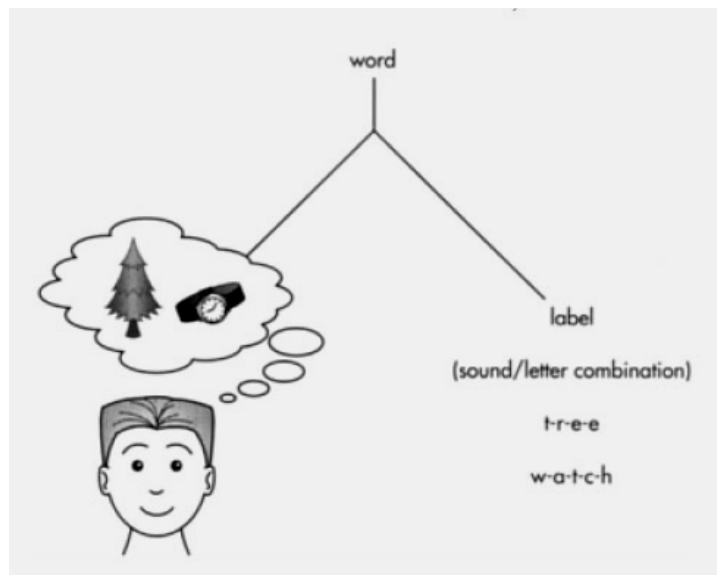 word
label
(sound/letter combination)
t-r-e-e
w-a-t-c-h